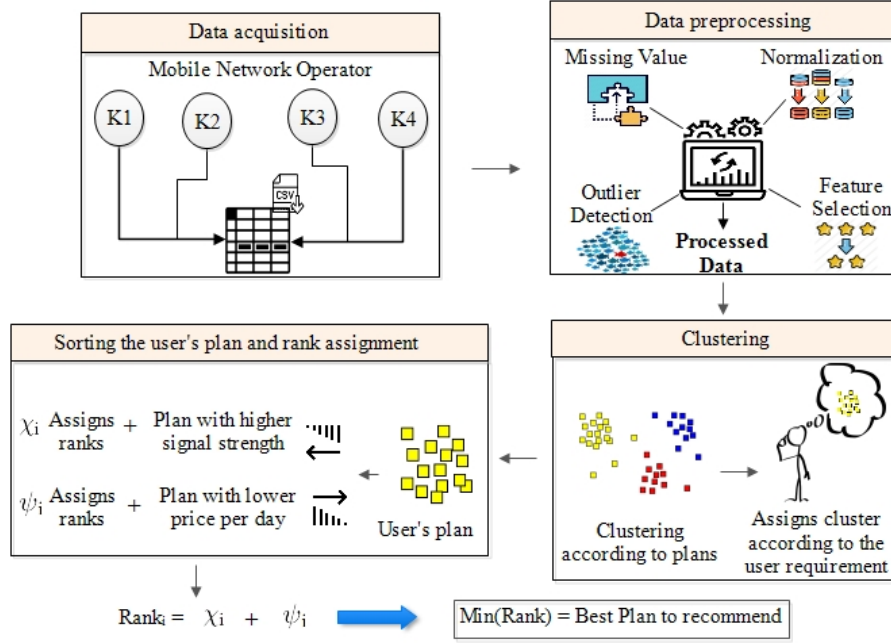 Data acquisition
Mobile Network Operator
K1
K2
K3
K4
CSV
Data preprocessing
Missing Value
Normalization
Outlier
Detection
Feature
Selection
Processed
Data
Clustering
Clustering
according to plans
Assigns cluster
according to the
user requirement
Sorting the user's plan and rank assignment
χi Assigns
ranks
+
Plan with higher
signal strength
ψi Assigns
ranks
+
Plan with lower
price per day
User's plan
Ranki = χi + ψi
Min(Rank) = Best Plan to recommend